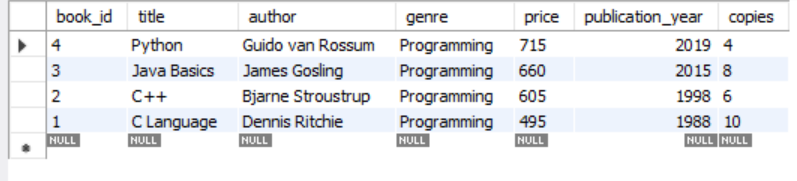 book_id title author genre price publication_year copies
4 Python Guido van Rossum Programming 715 2019 4
3 Java Basics James Gosling Programming 660 2015 8
2 C++ Bjarne Stroustrup Programming 605 1998 6
1 C Language Dennis Ritchie Programming 495 1988 10
NULL NULL NULL NULL NULL NULL NULL